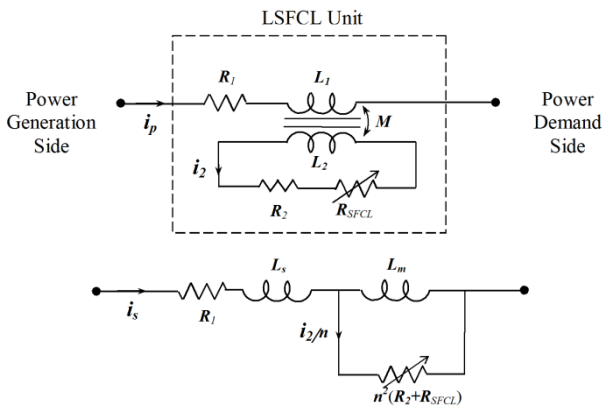 LSFCL Unit
R1
L1
Power
Generation
Side
ip
M
Power
Demand
Side
L2
i2
R2
RSFCL
Ls
Lm
is
R1
i2/n
n²(R2+RSFCL)